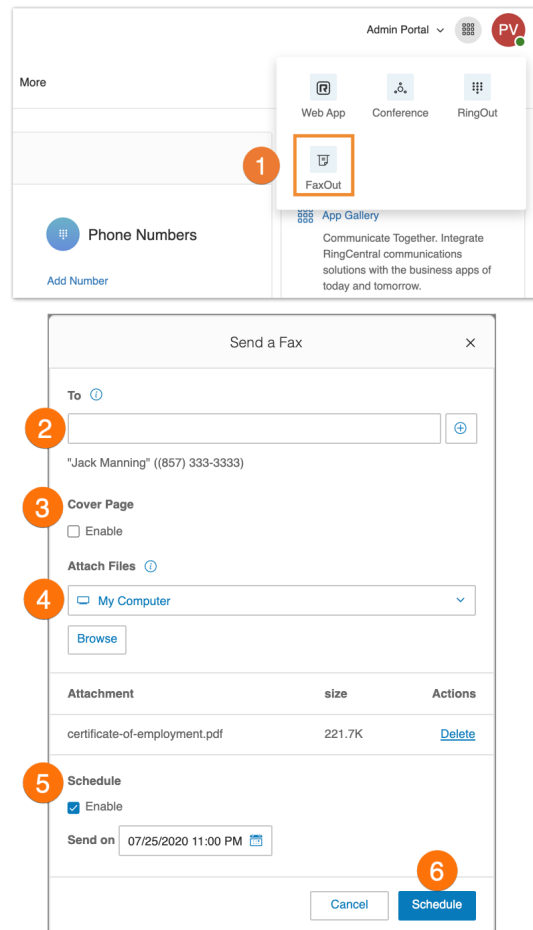 Admin Portal
PV
More
Web App
Conference
RingOut
1
FaxOut
App Gallery
Phone Numbers
Communicate Together. Integrate
RingCentral communications
solutions with the business apps of
today and tomorrow.
Add Number
Send a Fax
To
2
"Jack Manning" ((857) 333-3333)
3
Cover Page
Enable
Attach Files
4
My Computer
Browse
Attachment size Actions
certificate-of-employment.pdf 221.7K Delete
5
Schedule
Enable
Send on 07/25/2020 11:00 PM
6
Cancel Schedule